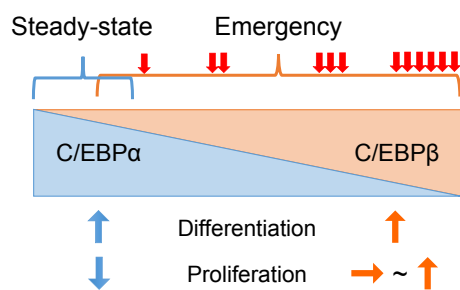 Steady-state Emergency
C/EBPα C/EBPβ
Differentiation
Proliferation ~